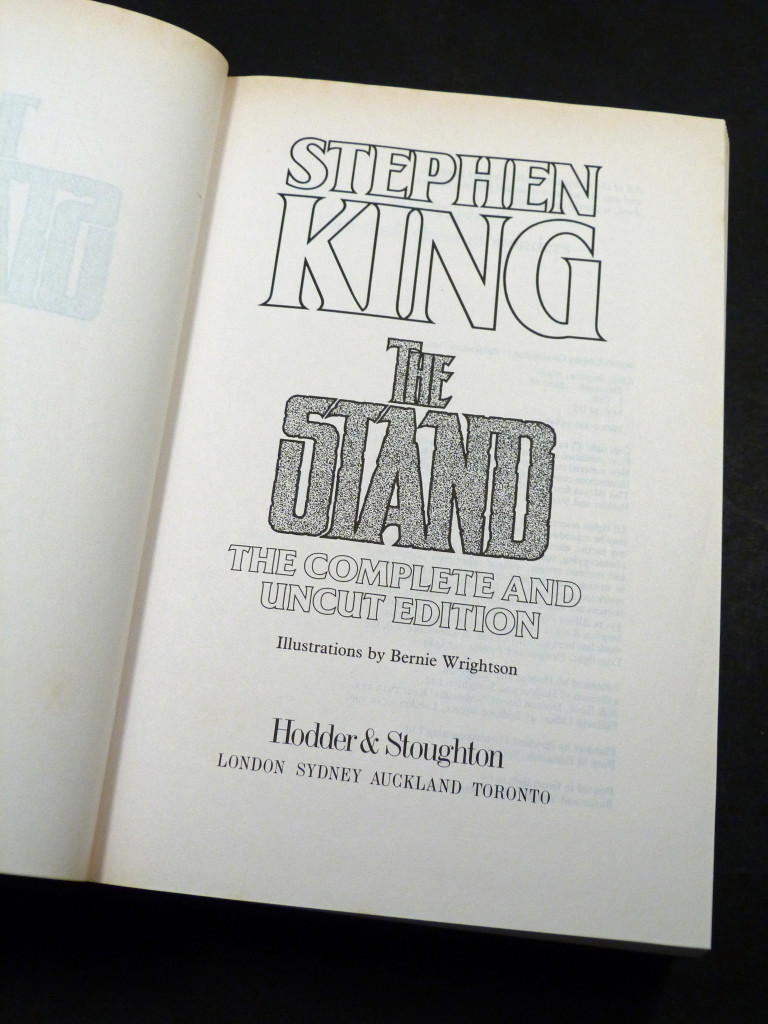 STEPHEN
KING
THE
STAND
THE COMPLETE AND
UNCUT EDITION
Illustrations by Bernie Wrightson
Hodder & Stoughton
LONDON SYDNEY AUCKLAND TORONTO